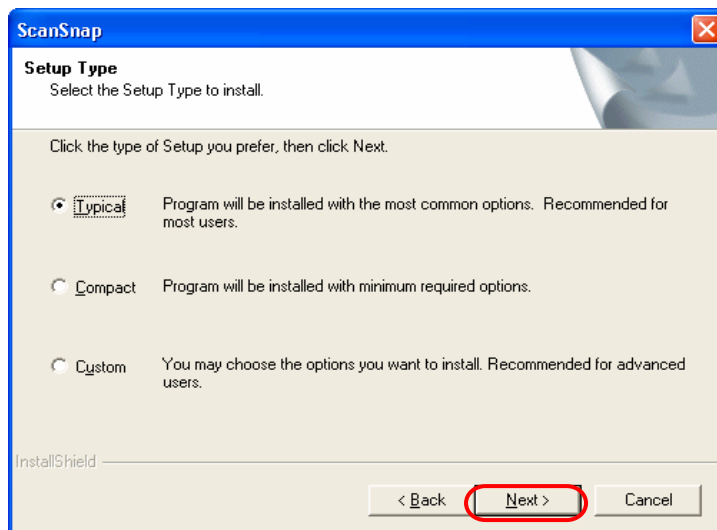 ScanSnap
Setup Type
Select the Setup Type to install.
Click the type of Setup you prefer, then click Next.
Typical
Program will be installed with the most common options. Recommended for
most users.
Compact
Program will be installed with minimum required options.
Custom
You may choose the options you want to install. Recommended for advanced
users.
InstallShield
< Back
Next >
Cancel